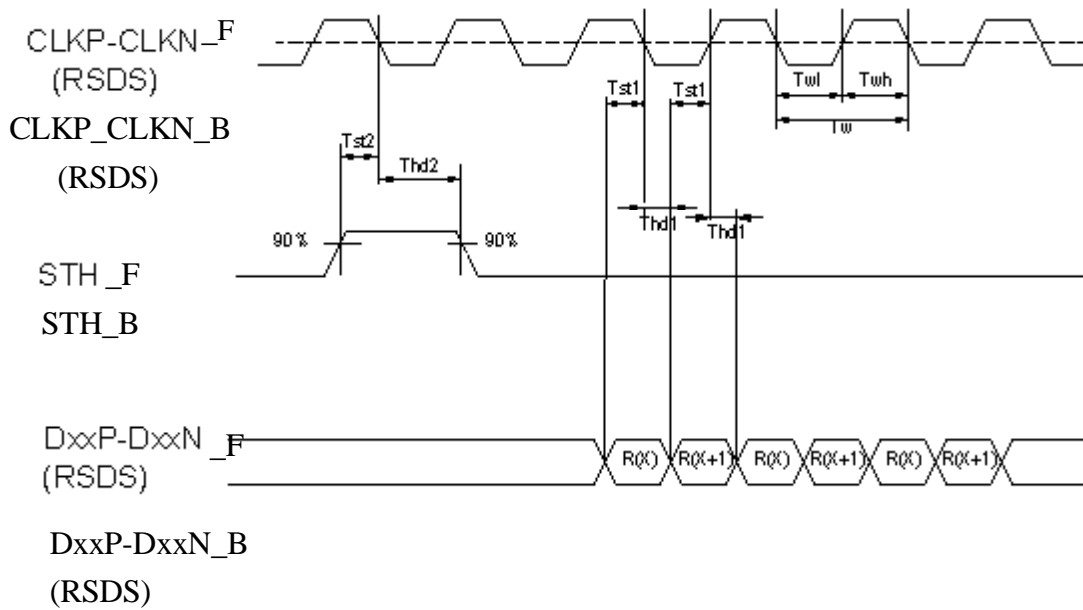 CLKP-CLKN_F
(RSDS)
CLKP_CLKN_B
(RSDS)
Tst1 Tst1 Twl Twh
Tw
Tst2
Thd2
Thd1 Thd1
90% 90%
STH_F
STH_B
DxxP-DxxN_F
(RSDS)
R(X) R(X+1) R(X) R(X+1) R(X) R(X+1)
DxxP-DxxN_B
(RSDS)